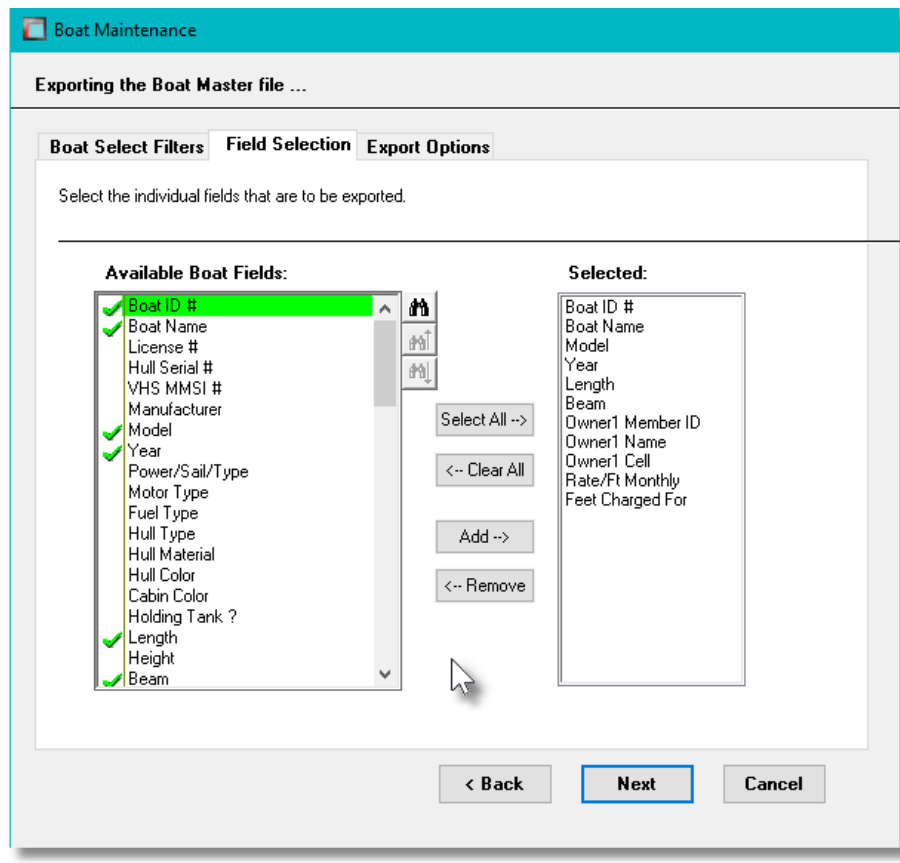 Boat Maintenance
Exporting the Boat Master file ...
Boat Select Filters
Field Selection
Export Options
Select the individual fields that are to be exported.
Available Boat Fields:
Boat ID #
Boat Name
License #
Hull Serial #
VHS MMSI #
Manufacturer
Model
Year
Power/Sail/Type
Motor Type
Fuel Type
Hull Type
Hull Material
Hull Color
Cabin Color
Holding Tank ?
Length
Height
Beam
Select All -->
<-- Clear All
Add -->
<-- Remove
Selected:
Boat ID #
Boat Name
Model
Year
Length
Beam
Owner1 Member ID
Owner1 Name
Owner1 Cell
Rate/Ft Monthly
Feet Charged For
< Back
Next
Cancel